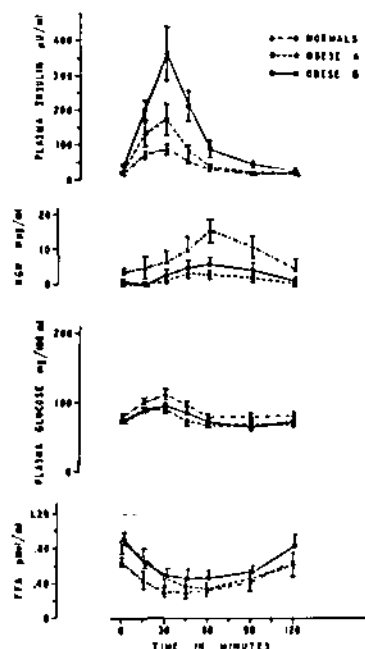 NORMALS
OBESE A
OBESE B
PLASMA INSULIN μU/ml
400
300
200
100
0
HGH mμg/ml
20
10
0
PLASMA GLUCOSE mg/100 ml
200
100
0
FFA μmol/ml
1.20
.80
.40
0
0
30
60
90
120
TIME IN MINUTES